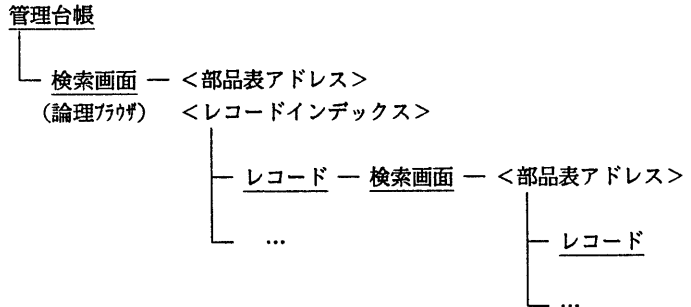 管理台帳
検索画面 — <部品表アドレス>
(論理ﾌﾞﾗｳｻﾞ) <レコードインデックス>
レコード — 検索画面 — <部品表アドレス>
… レコード
…